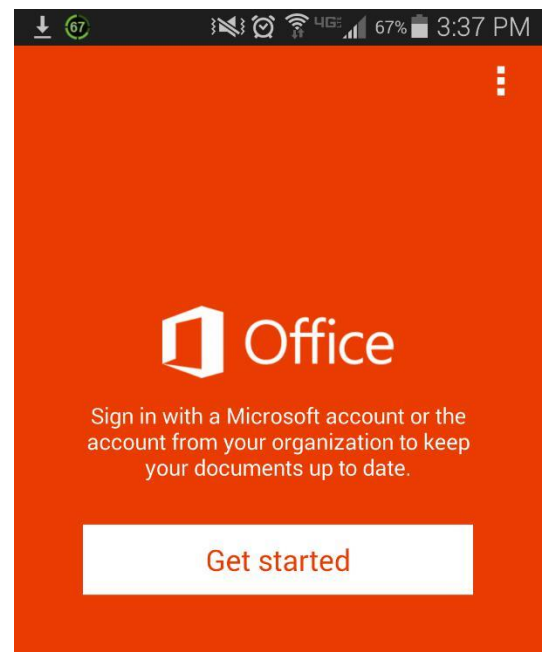 67 4G 67% 3:37 PM
Office
Sign in with a Microsoft account or the
account from your organization to keep
your documents up to date.
Get started